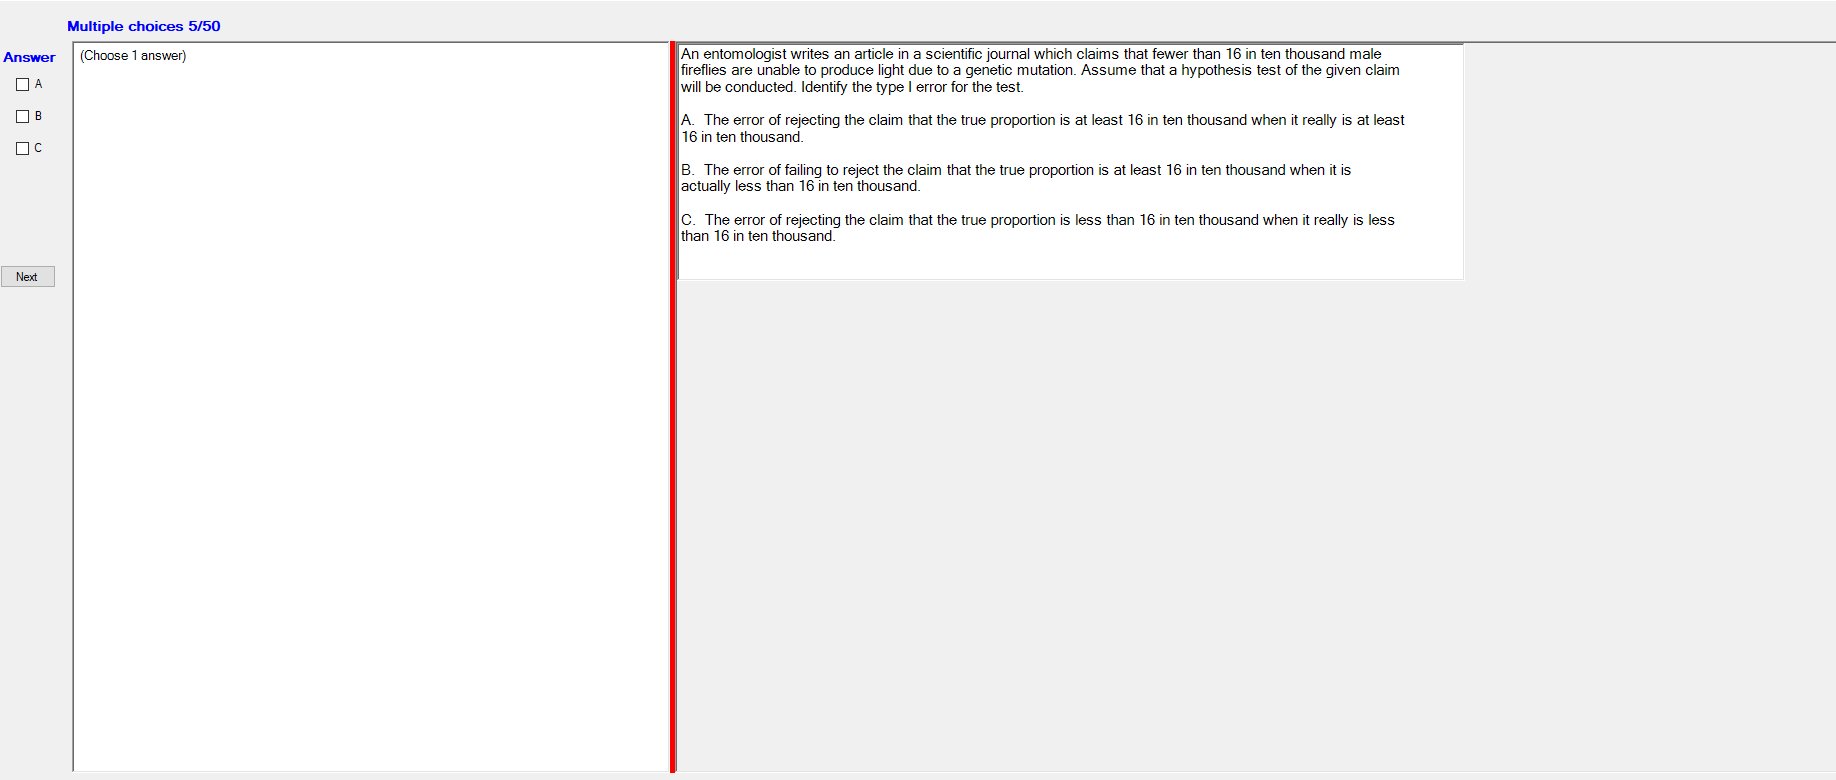 Multiple choices 5/50
Answer
A
B
C
Next
(Choose 1 answer)
An entomologist writes an article in a scientific journal which claims that fewer than 16 in ten thousand male
fireflies are unable to produce light due to a genetic mutation. Assume that a hypothesis test of the given claim
will be conducted. Identify the type I error for the test.
A.  The error of rejecting the claim that the true proportion is at least 16 in ten thousand when it really is at least
16 in ten thousand.
B.  The error of failing to reject the claim that the true proportion is at least 16 in ten thousand when it is
actually less than 16 in ten thousand.
C.  The error of rejecting the claim that the true proportion is less than 16 in ten thousand when it really is less
than 16 in ten thousand.